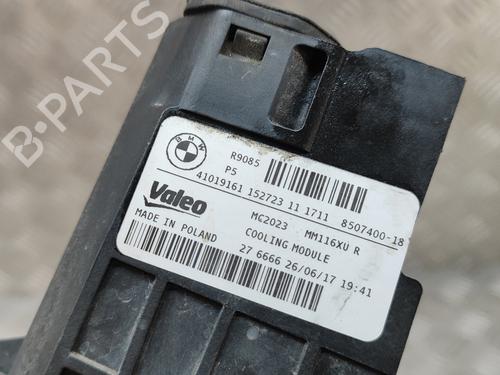 B-PARTS
BMW
R9085
P5
41019161 152723 11 1711 8507400-18
Valeo
MC2023 MM116XU R
MADE IN POLAND
COOLING MODULE
27 6666 26/06/17 19:41